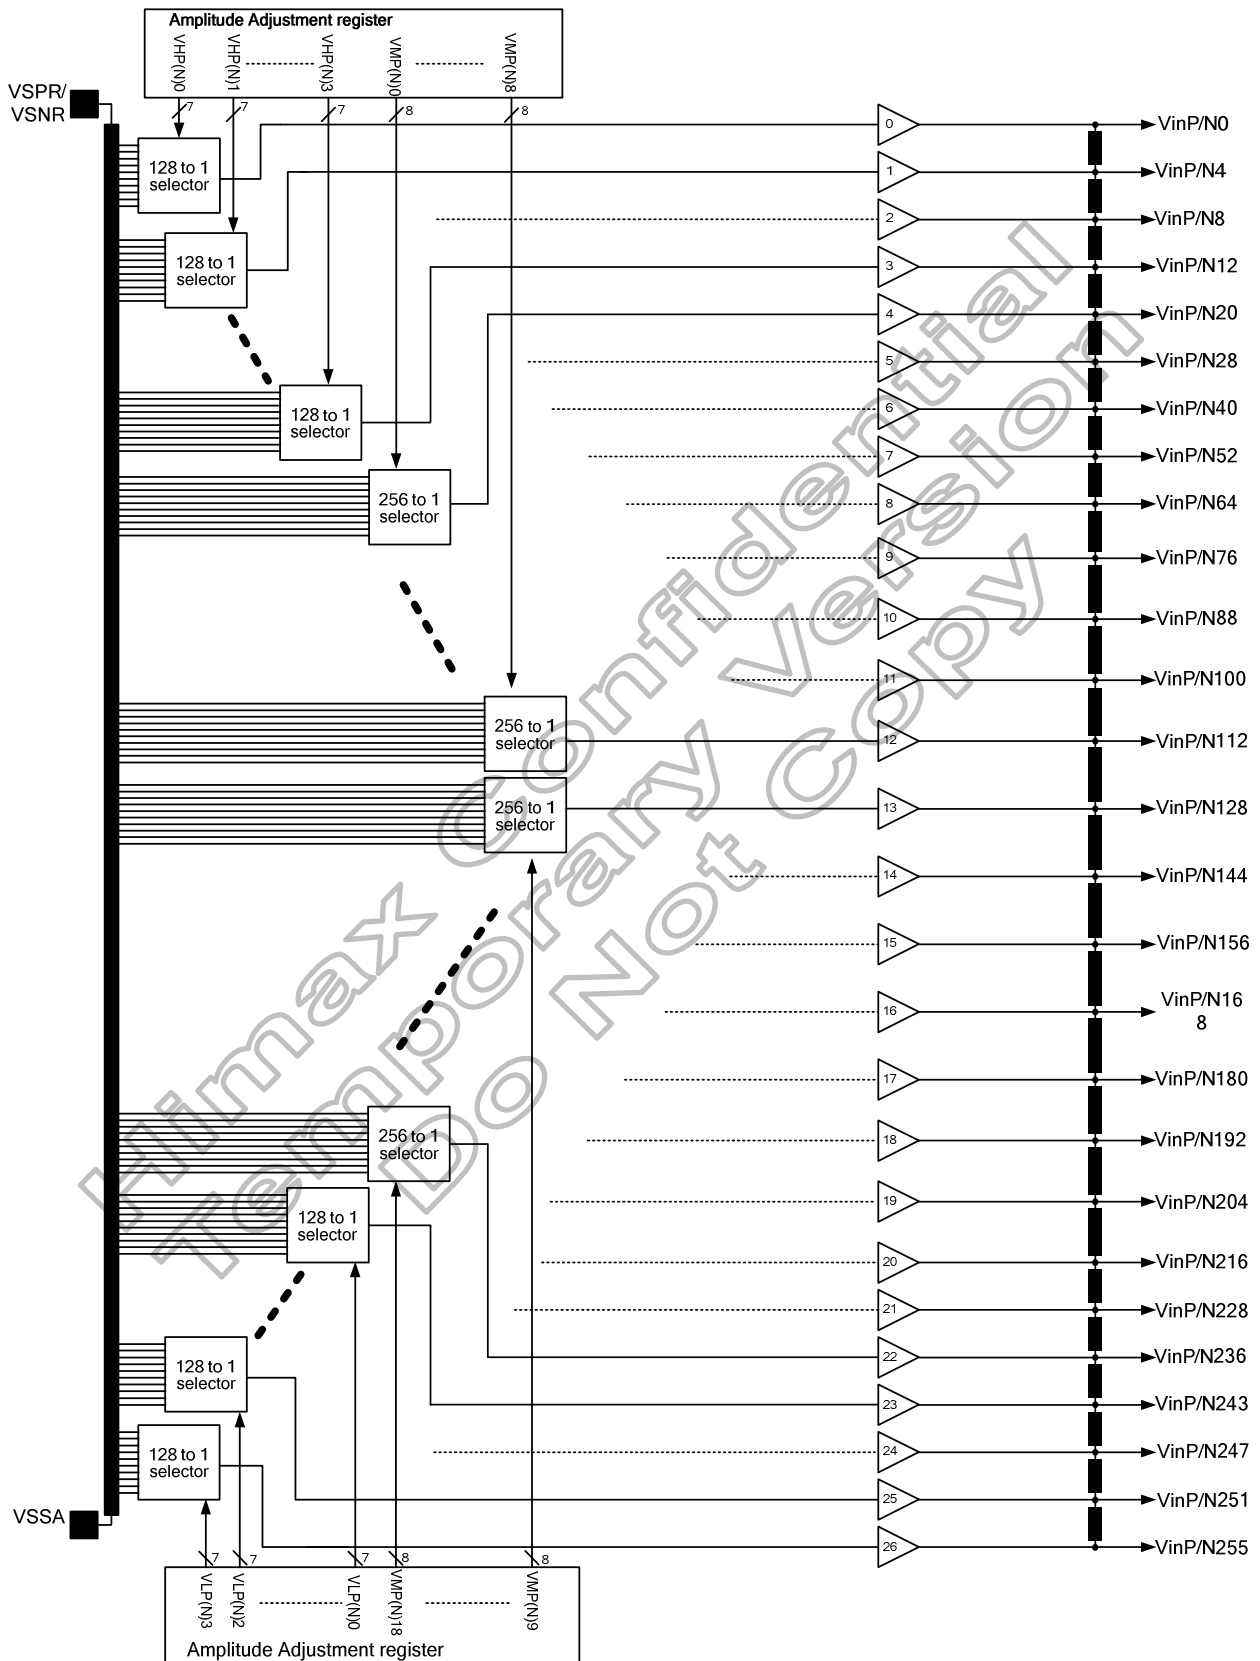 Amplitude Adjustment register
VHP(N)0
VHP(N)1
VHP(N)3
VMP(N)0
VMP(N)8
7
7
7
8
8
VSPR/
VSNR
128 to 1
selector
128 to 1
selector
128 to 1
selector
256 to 1
selector
256 to 1
selector
256 to 1
selector
256 to 1
selector
128 to 1
selector
128 to 1
selector
128 to 1
selector
0
VinP/N0
1
VinP/N4
2
VinP/N8
3
VinP/N12
4
VinP/N20
5
VinP/N28
6
VinP/N40
7
VinP/N52
8
VinP/N64
9
VinP/N76
10
VinP/N88
11
VinP/N100
12
VinP/N112
13
VinP/N128
14
VinP/N144
15
VinP/N156
16
VinP/N16
8
17
VinP/N180
18
VinP/N192
19
VinP/N204
20
VinP/N216
21
VinP/N228
22
VinP/N236
23
VinP/N243
24
VinP/N247
25
VinP/N251
26
VinP/N255
Himax Confidential
Temporary Version
Do Not Copy
VSSA
7
7
7
8
8
VLP(N)3
VLP(N)2
VLP(N)0
VMP(N)18
VMP(N)9
Amplitude Adjustment register